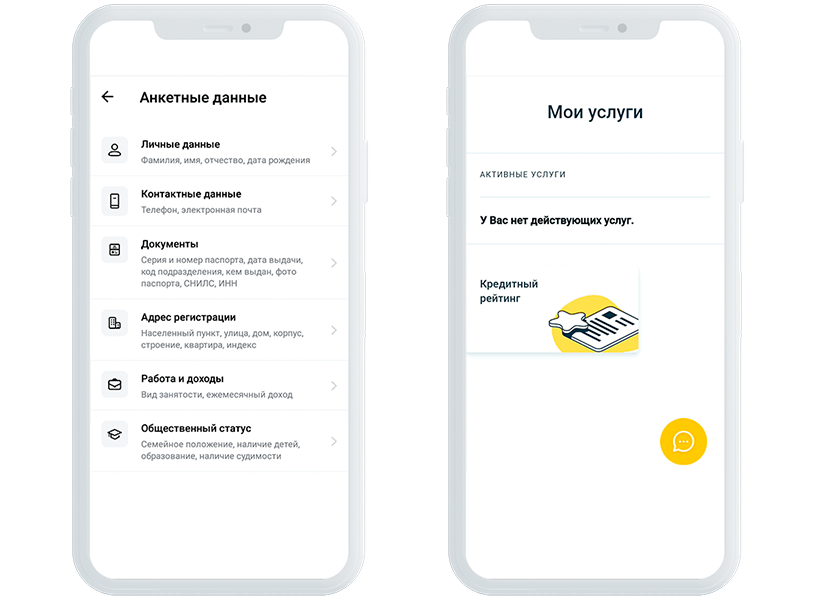 Анкетные данные
Личные данные
Фамилия, имя, отчество, дата рождения
Контактные данные
Телефон, электронная почта
Документы
Серия и номер паспорта, дата выдачи,
код подразделения, кем выдан, фото
паспорта, СНИЛС, ИНН
Адрес регистрации
Населенный пункт, улица, дом, корпус,
строение, квартира, индекс
Работа и доходы
Вид занятости, ежемесячный доход
Общественный статус
Семейное положение, наличие детей,
образование, наличие судимости
Мои услуги
АКТИВНЫЕ УСЛУГИ
У Вас нет действующих услуг.
Кредитный
рейтинг